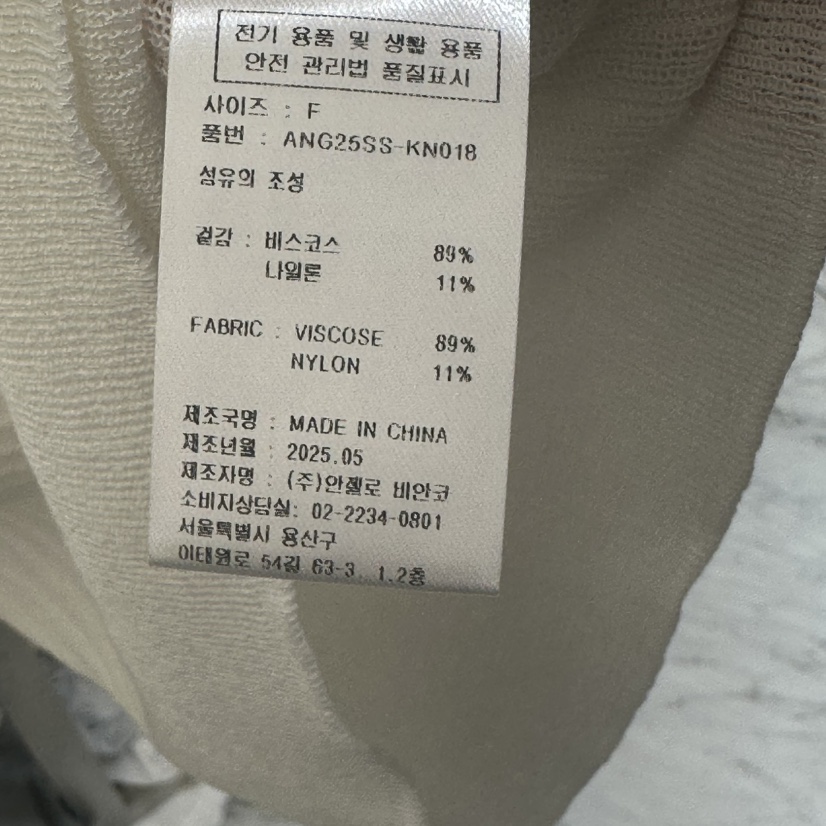 전기 용품 및 생활 용품
안전 관리법 품질표시
사이즈 : F
품번 : ANG25SS-KN018
섬유의 조성
겉감 : 비스코스 89%
나일론 11%
FABRIC : VISCOSE 89%
NYLON 11%
제조국명 : MADE IN CHINA
제조년월 : 2025.05
제조자명 : (주)안젤로 비안코
소비지상담실: 02-2234-0801
서울특별시 용산구
이태원로 54길 63-3, 1,2층